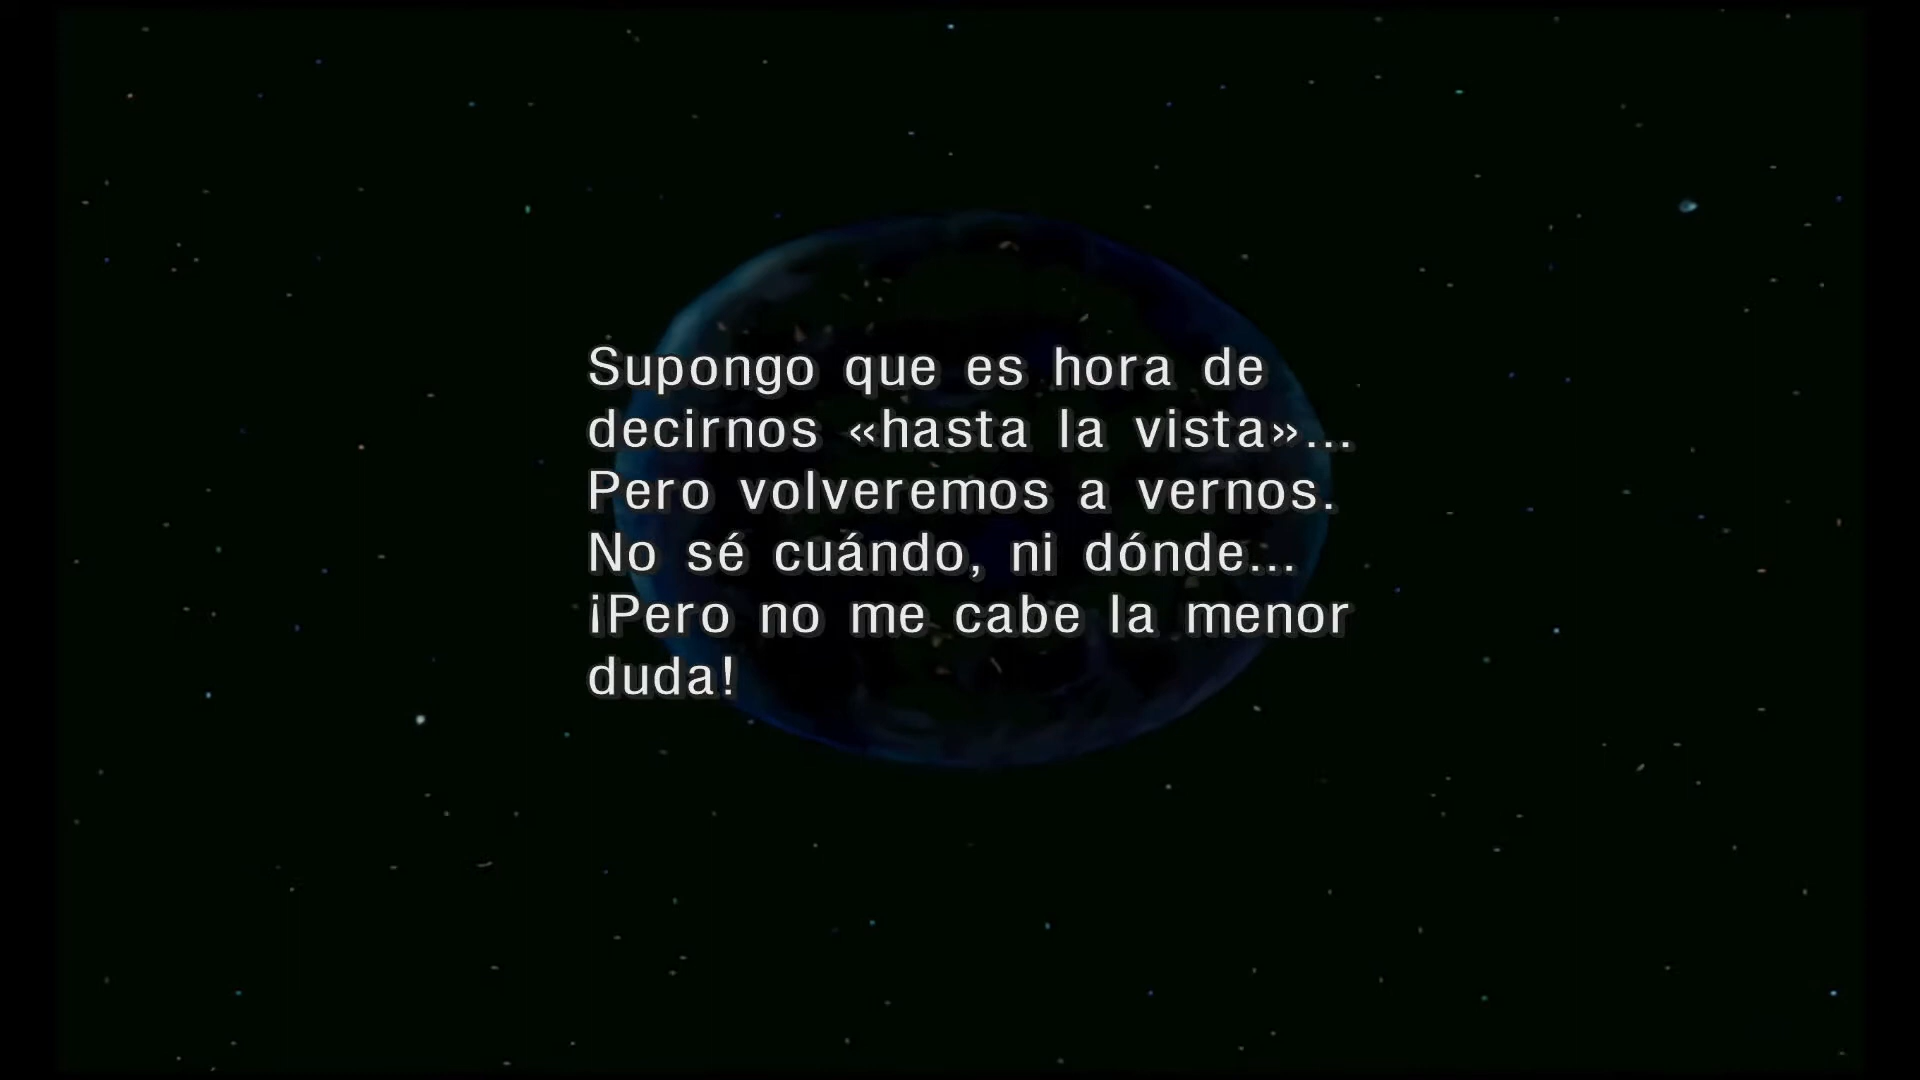 Supongo que es hora de
decirnos «hasta la vista»...
Pero volveremos a vernos.
No sé cuándo, ni dónde...
¡Pero no me cabe la menor
duda!